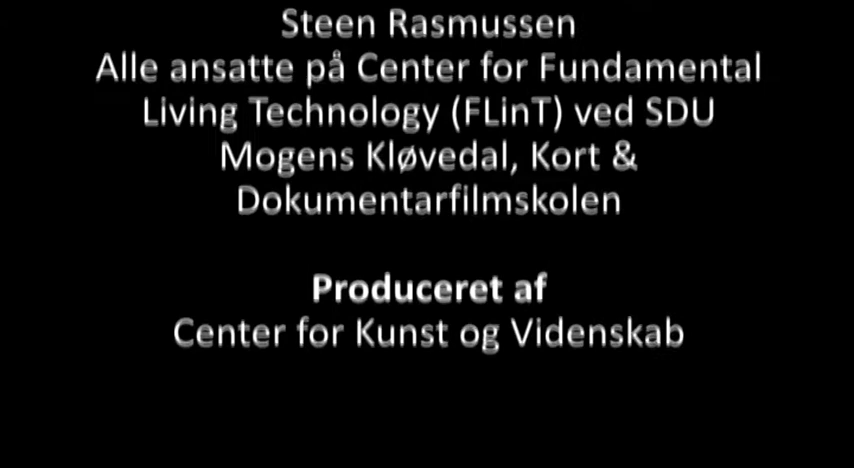 Steen Rasmussen
Alle ansatte på Center for Fundamental
Living Technology (FLinT) ved SDU
Mogens Kløvedal, Kort &
Dokumentarfilmskolen
Produceret af
Center for Kunst og Videnskab